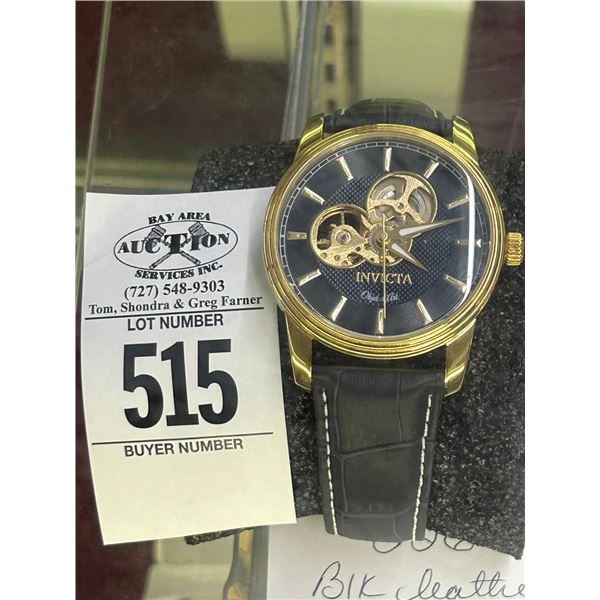 BAY AREA
AUCTION
SERVICES INC.
(727) 548-9303
Tom, Shondra & Greg Farner
LOT NUMBER
515
BUYER NUMBER
INVICTA
Objet d'Art
Blk leather